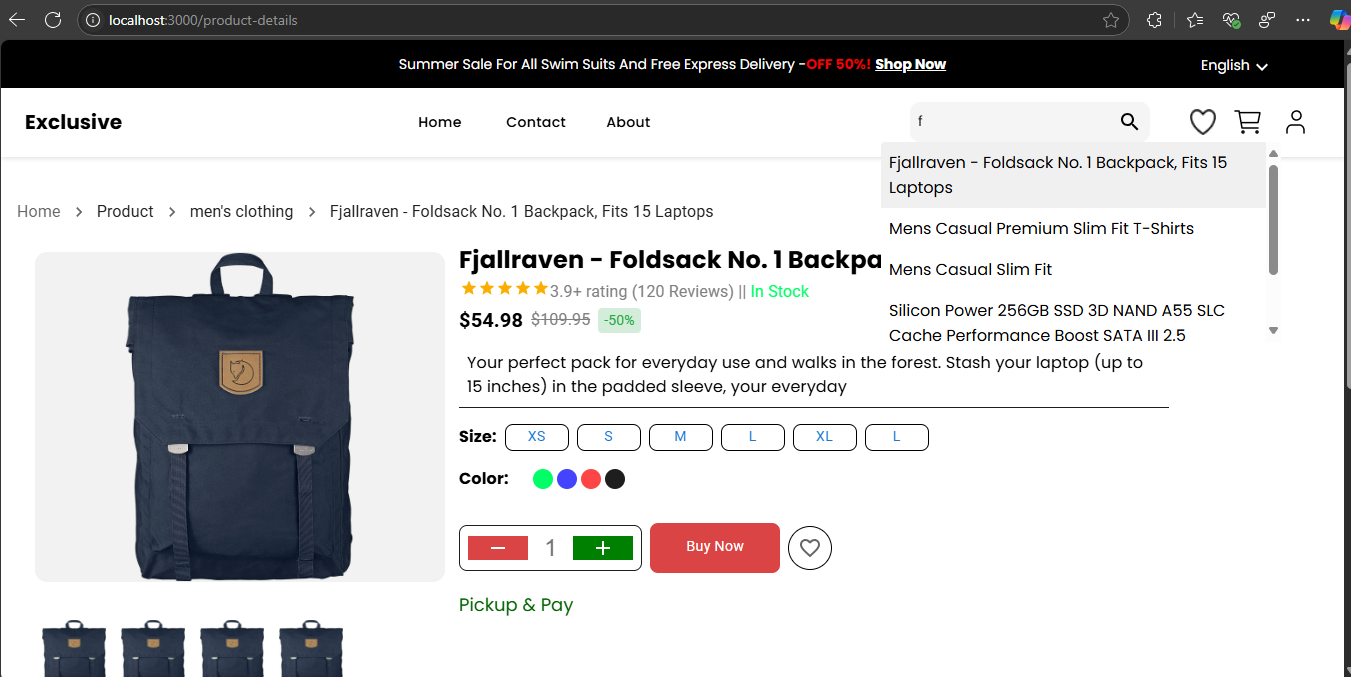 localhost:3000/product-details
Summer Sale For All Swim Suits And Free Express Delivery -OFF 50%! Shop Now
English
Exclusive
Home
Contact
About
f
Fjallraven - Foldsack No. 1 Backpack, Fits 15
Laptops
Mens Casual Premium Slim Fit T-Shirts
Mens Casual Slim Fit
Silicon Power 256GB SSD 3D NAND A55 SLC
Cache Performance Boost SATA III 2.5
Home > Product > men's clothing > Fjallraven - Foldsack No. 1 Backpack, Fits 15 Laptops
Fjallraven - Foldsack No. 1 Backpa
3.9+ rating (120 Reviews) || In Stock
$54.98 $109.95 -50%
Your perfect pack for everyday use and walks in the forest. Stash your laptop (up to
15 inches) in the padded sleeve, your everyday
Size: XS S M L XL L
Color:
1
Buy Now
Pickup & Pay